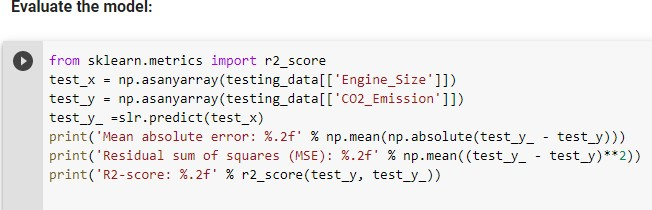 Evaluate the model:
from sklearn.metrics import r2_score
test_x = np.asanyarray(testing_data[['Engine_Size']])
test_y = np.asanyarray(testing_data[['CO2_Emission']])
test_y_ =slr.predict(test_x)
print('Mean absolute error: %.2f' % np.mean(np.absolute(test_y_ - test_y)))
print('Residual sum of squares (MSE): %.2f' % np.mean((test_y_ - test_y)**2))
print('R2-score: %.2f' % r2_score(test_y, test_y_))